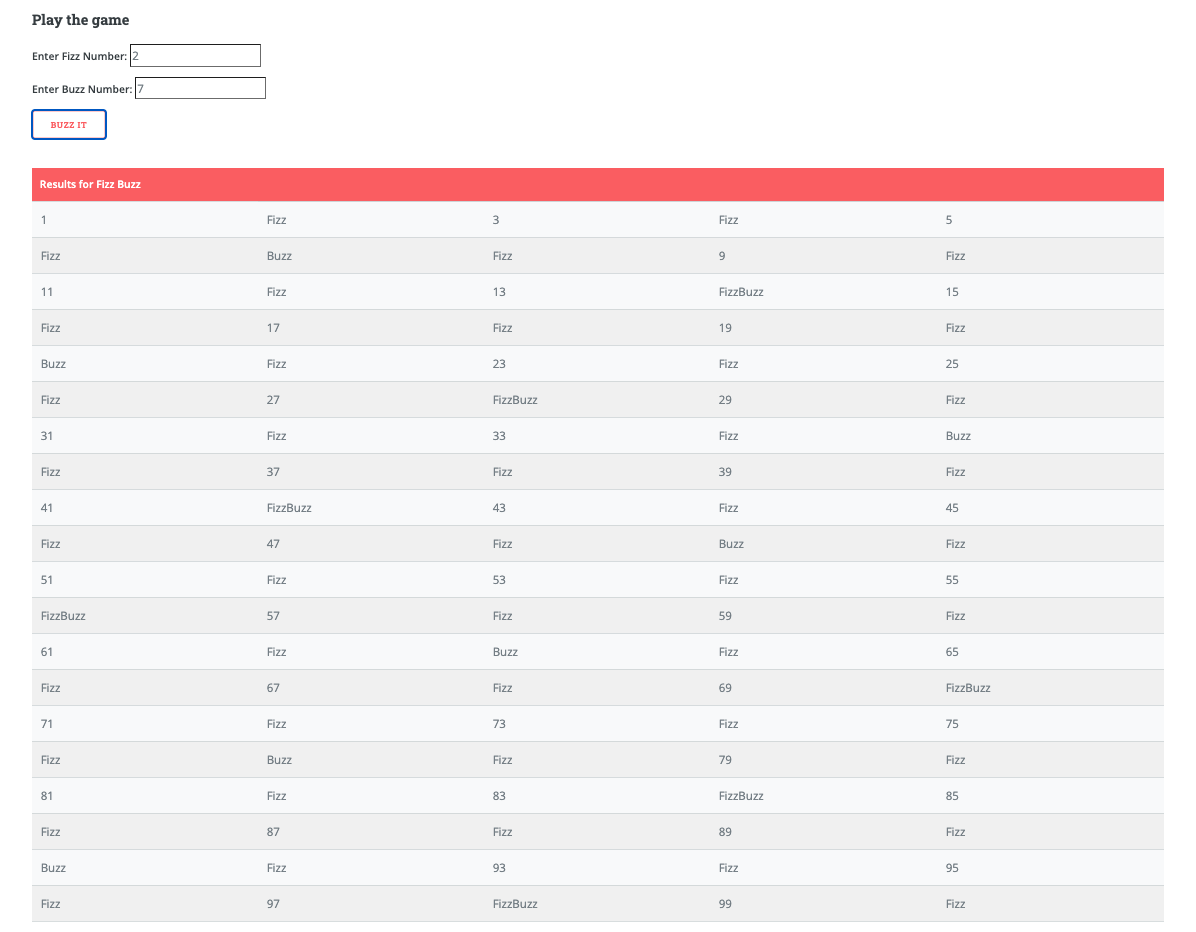 Play the game
Enter Fizz Number: 2
Enter Buzz Number: 7
BUZZ IT
Results for Fizz Buzz
1 Fizz 3 Fizz 5
Fizz Buzz Fizz 9 Fizz
11 Fizz 13 FizzBuzz 15
Fizz 17 Fizz 19 Fizz
Buzz Fizz 23 Fizz 25
Fizz 27 FizzBuzz 29 Fizz
31 Fizz 33 Fizz Buzz
Fizz 37 Fizz 39 Fizz
41 FizzBuzz 43 Fizz 45
Fizz 47 Fizz Buzz Fizz
51 Fizz 53 Fizz 55
FizzBuzz 57 Fizz 59 Fizz
61 Fizz Buzz Fizz 65
Fizz 67 Fizz 69 FizzBuzz
71 Fizz 73 Fizz 75
Fizz Buzz Fizz 79 Fizz
81 Fizz 83 FizzBuzz 85
Fizz 87 Fizz 89 Fizz
Buzz Fizz 93 Fizz 95
Fizz 97 FizzBuzz 99 Fizz